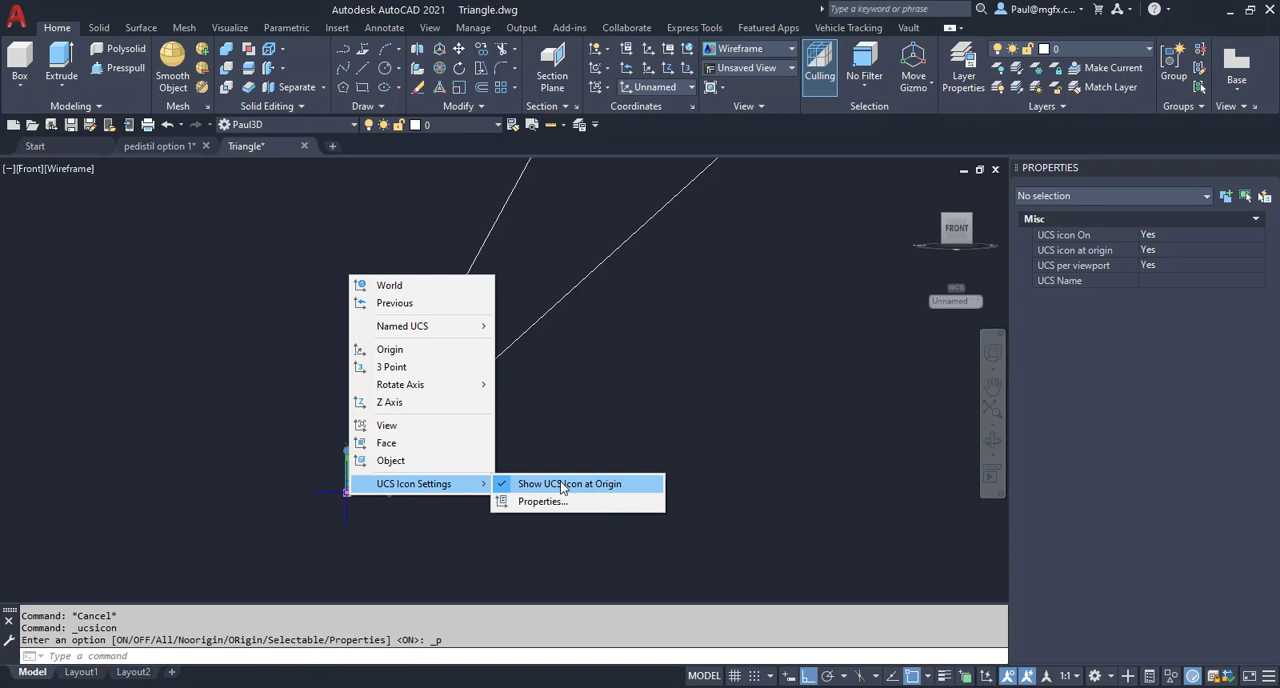 Autodesk AutoCAD 2021 Triangle.dwg
Type a keyword or phrase
Paul@mgfx.c...
Home Solid Surface Mesh Visualize Parametric Insert Annotate View Manage Output Add-ins Collaborate Express Tools Featured Apps Vehicle Tracking Vault
Box
Extrude
Polysolid
Presspull
Smooth
Object
Separate
Section
Plane
Wireframe
Unsaved View
Unnamed
Culling
No Filter
Move
Gizmo
Layer
Properties
0
Make Current
Match Layer
Group
Base
Modeling
Mesh
Solid Editing
Draw
Modify
Section
Coordinates
View
Selection
Layers
Groups
View
Paul3D
0
Start
pedistil option 1*
Triangle*
[−][Front][Wireframe]
FRONT
WCS
Unnamed
World
Previous
Named UCS
Origin
3 Point
Rotate Axis
Z Axis
View
Face
Object
UCS Icon Settings
Show UCS Icon at Origin
Properties...
PROPERTIES
No selection
Misc
UCS icon On Yes
UCS icon at origin Yes
UCS per viewport Yes
UCS Name
Command: *Cancel*
Command: _ucsicon
Enter an option [ON/OFF/All/Noorigin/ORigin/Selectable/Properties] <ON>: _p
Type a command
Model Layout1 Layout2
MODEL
1:1